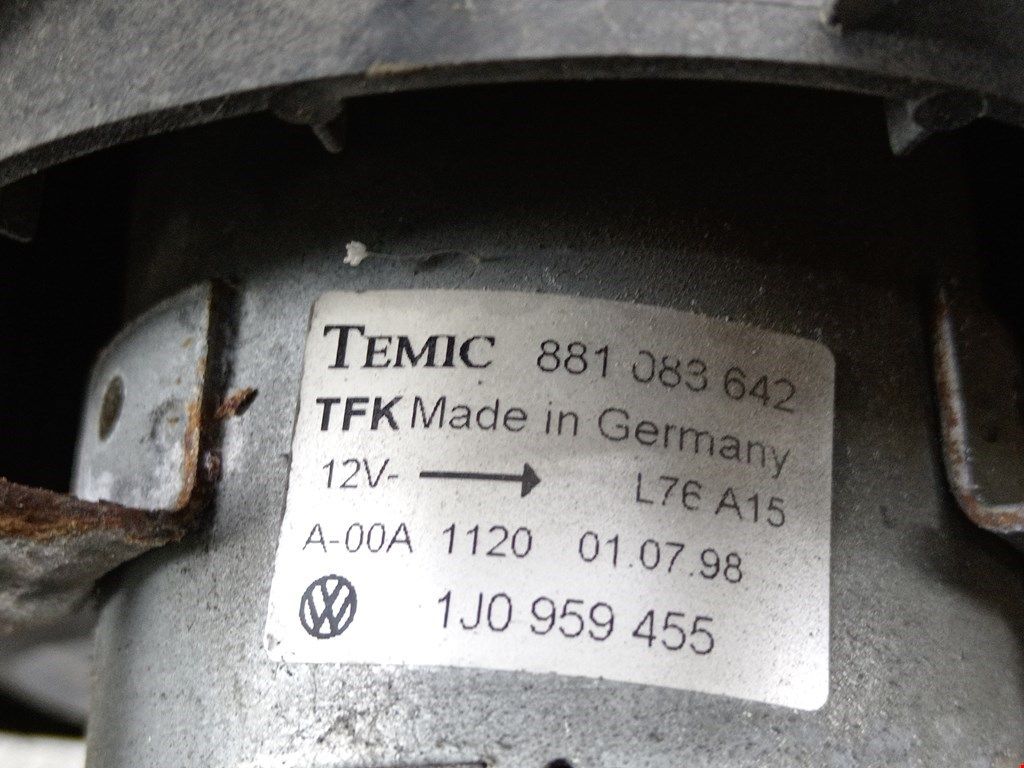 TEMIC 881 083 642
TFK Made in Germany
12V- L76 A15
A-00A 1120 01.07.98
VW 1J0 959 455